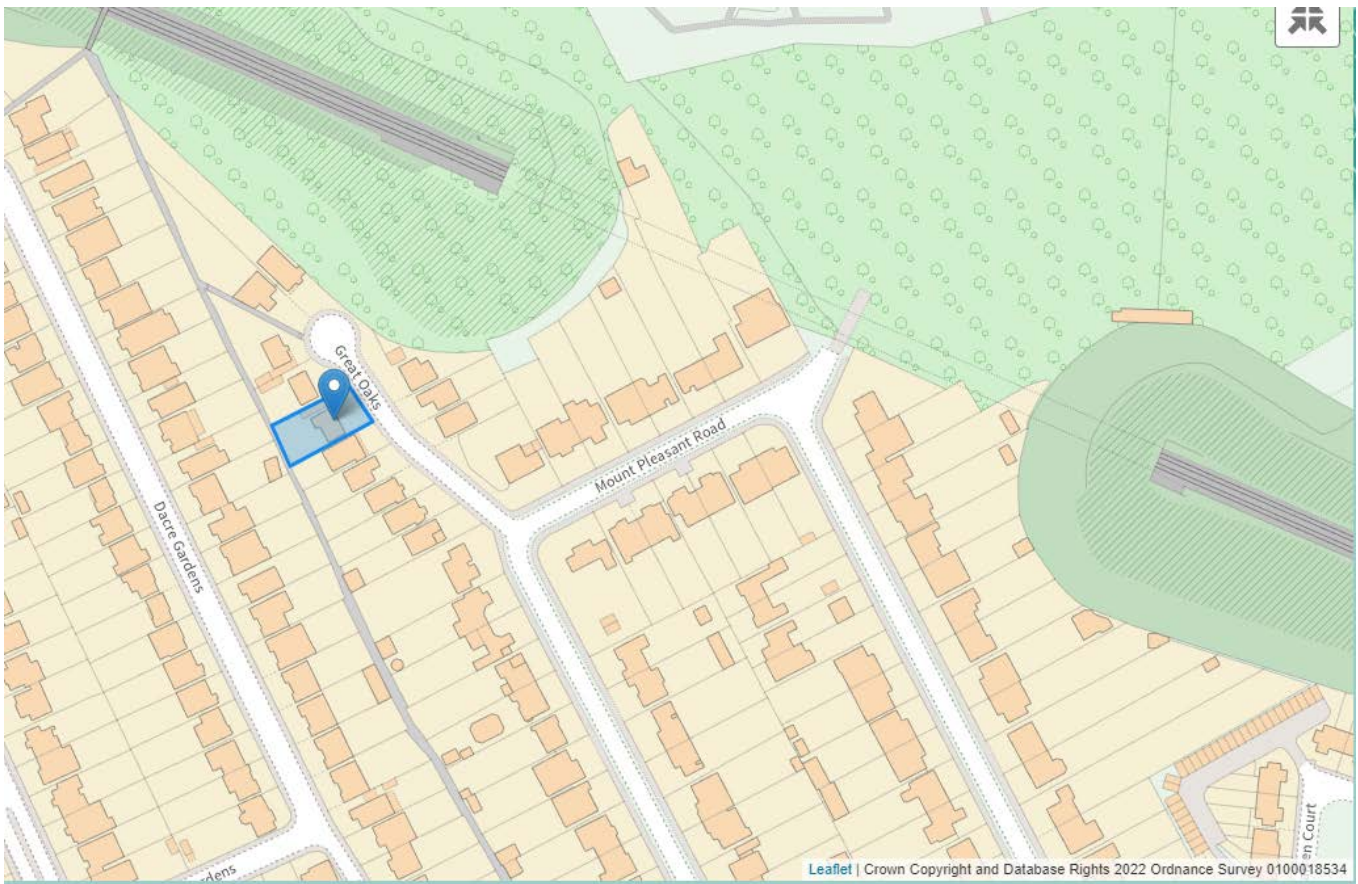 Great Oaks
Mount Pleasant Road
Dacre Gardens
en Court
rdens
Leaflet | Crown Copyright and Database Rights 2022 Ordnance Survey 0100018534